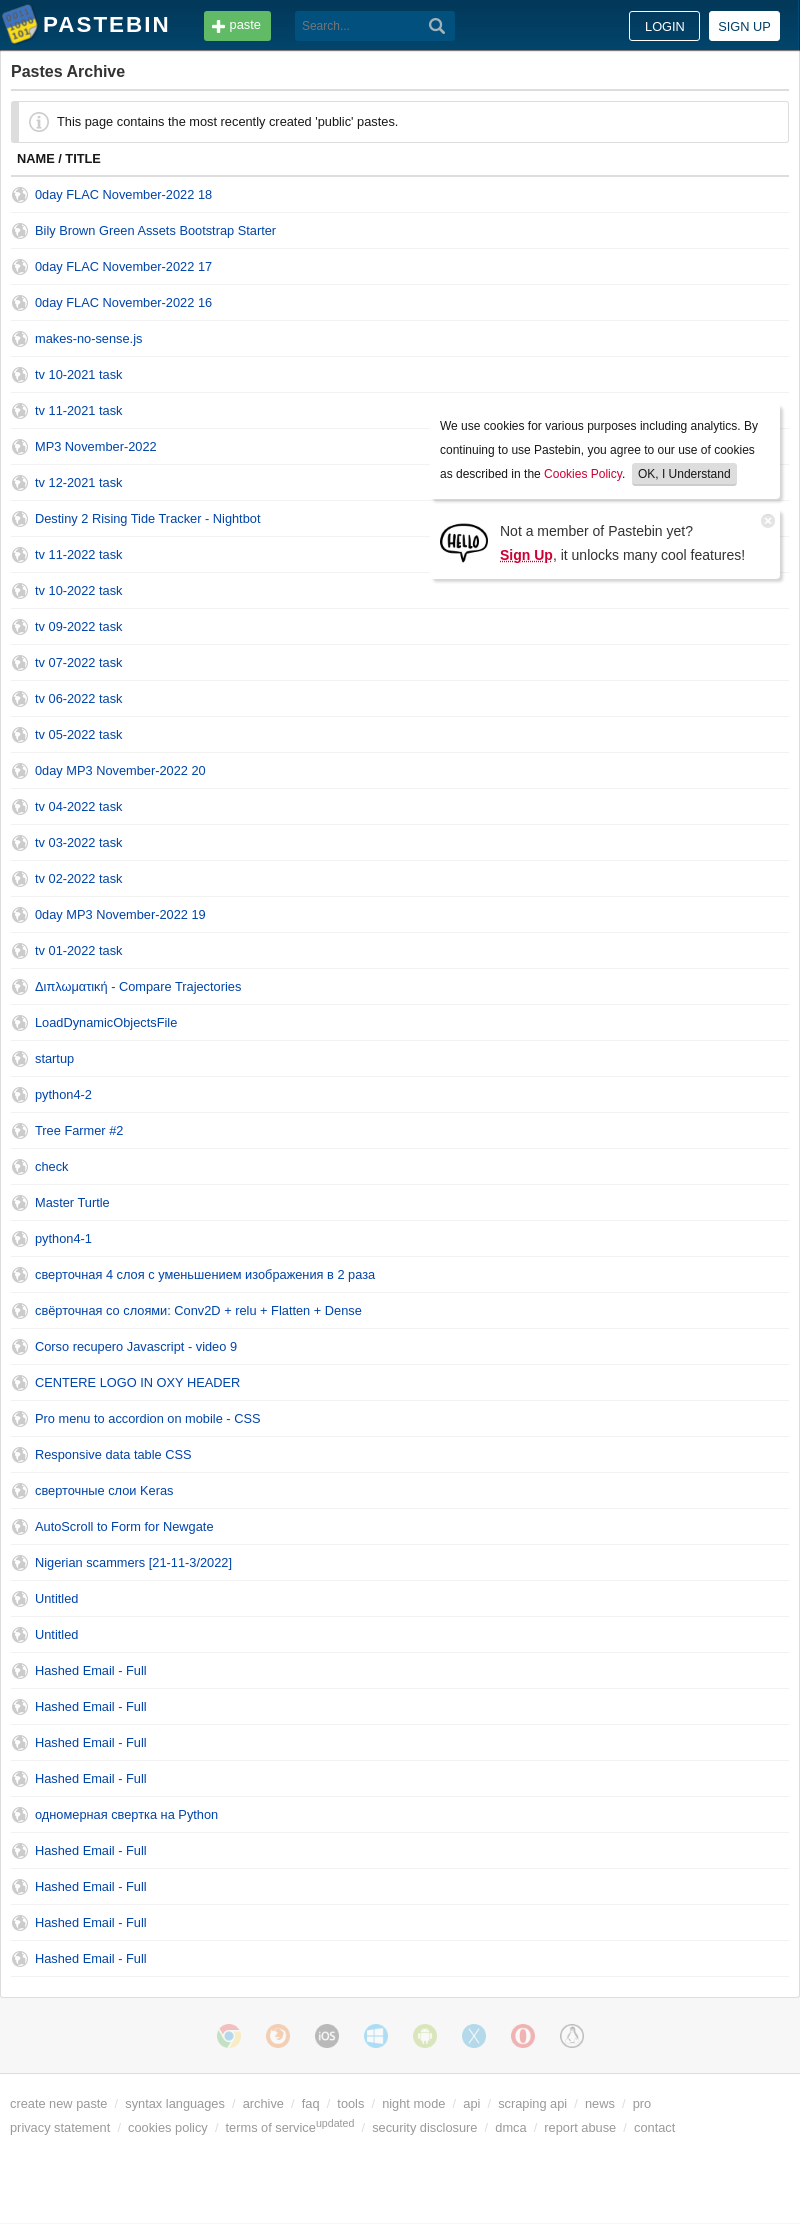 PASTEBIN paste Search... LOGIN SIGN UP
Pastes Archive
This page contains the most recently created 'public' pastes.
NAME / TITLE
0day FLAC November-2022 18
Bily Brown Green Assets Bootstrap Starter
0day FLAC November-2022 17
0day FLAC November-2022 16
makes-no-sense.js
tv 10-2021 task
tv 11-2021 task
MP3 November-2022
tv 12-2021 task
Destiny 2 Rising Tide Tracker - Nightbot
tv 11-2022 task
tv 10-2022 task
We use cookies for various purposes including analytics. By
continuing to use Pastebin, you agree to our use of cookies
as described in the Cookies Policy. OK, I Understand
HELLO
Not a member of Pastebin yet?
Sign Up, it unlocks many cool features!
tv 09-2022 task
tv 07-2022 task
tv 06-2022 task
tv 05-2022 task
0day MP3 November-2022 20
tv 04-2022 task
tv 03-2022 task
tv 02-2022 task
0day MP3 November-2022 19
tv 01-2022 task
Διπλωματική - Compare Trajectories
LoadDynamicObjectsFile
startup
python4-2
Tree Farmer #2
check
Master Turtle
python4-1
сверточная 4 слоя с уменьшением изображения в 2 раза
свёрточная со слоями: Conv2D + relu + Flatten + Dense
Corso recupero Javascript - video 9
CENTERE LOGO IN OXY HEADER
Pro menu to accordion on mobile - CSS
Responsive data table CSS
сверточные слои Keras
AutoScroll to Form for Newgate
Nigerian scammers [21-11-3/2022]
Untitled
Untitled
Hashed Email - Full
Hashed Email - Full
Hashed Email - Full
Hashed Email - Full
одномерная свертка на Python
Hashed Email - Full
Hashed Email - Full
Hashed Email - Full
Hashed Email - Full
iOS
create new paste / syntax languages / archive / faq / tools / night mode / api / scraping api / news / pro
privacy statement / cookies policy / terms of service updated / security disclosure / dmca / report abuse / contact